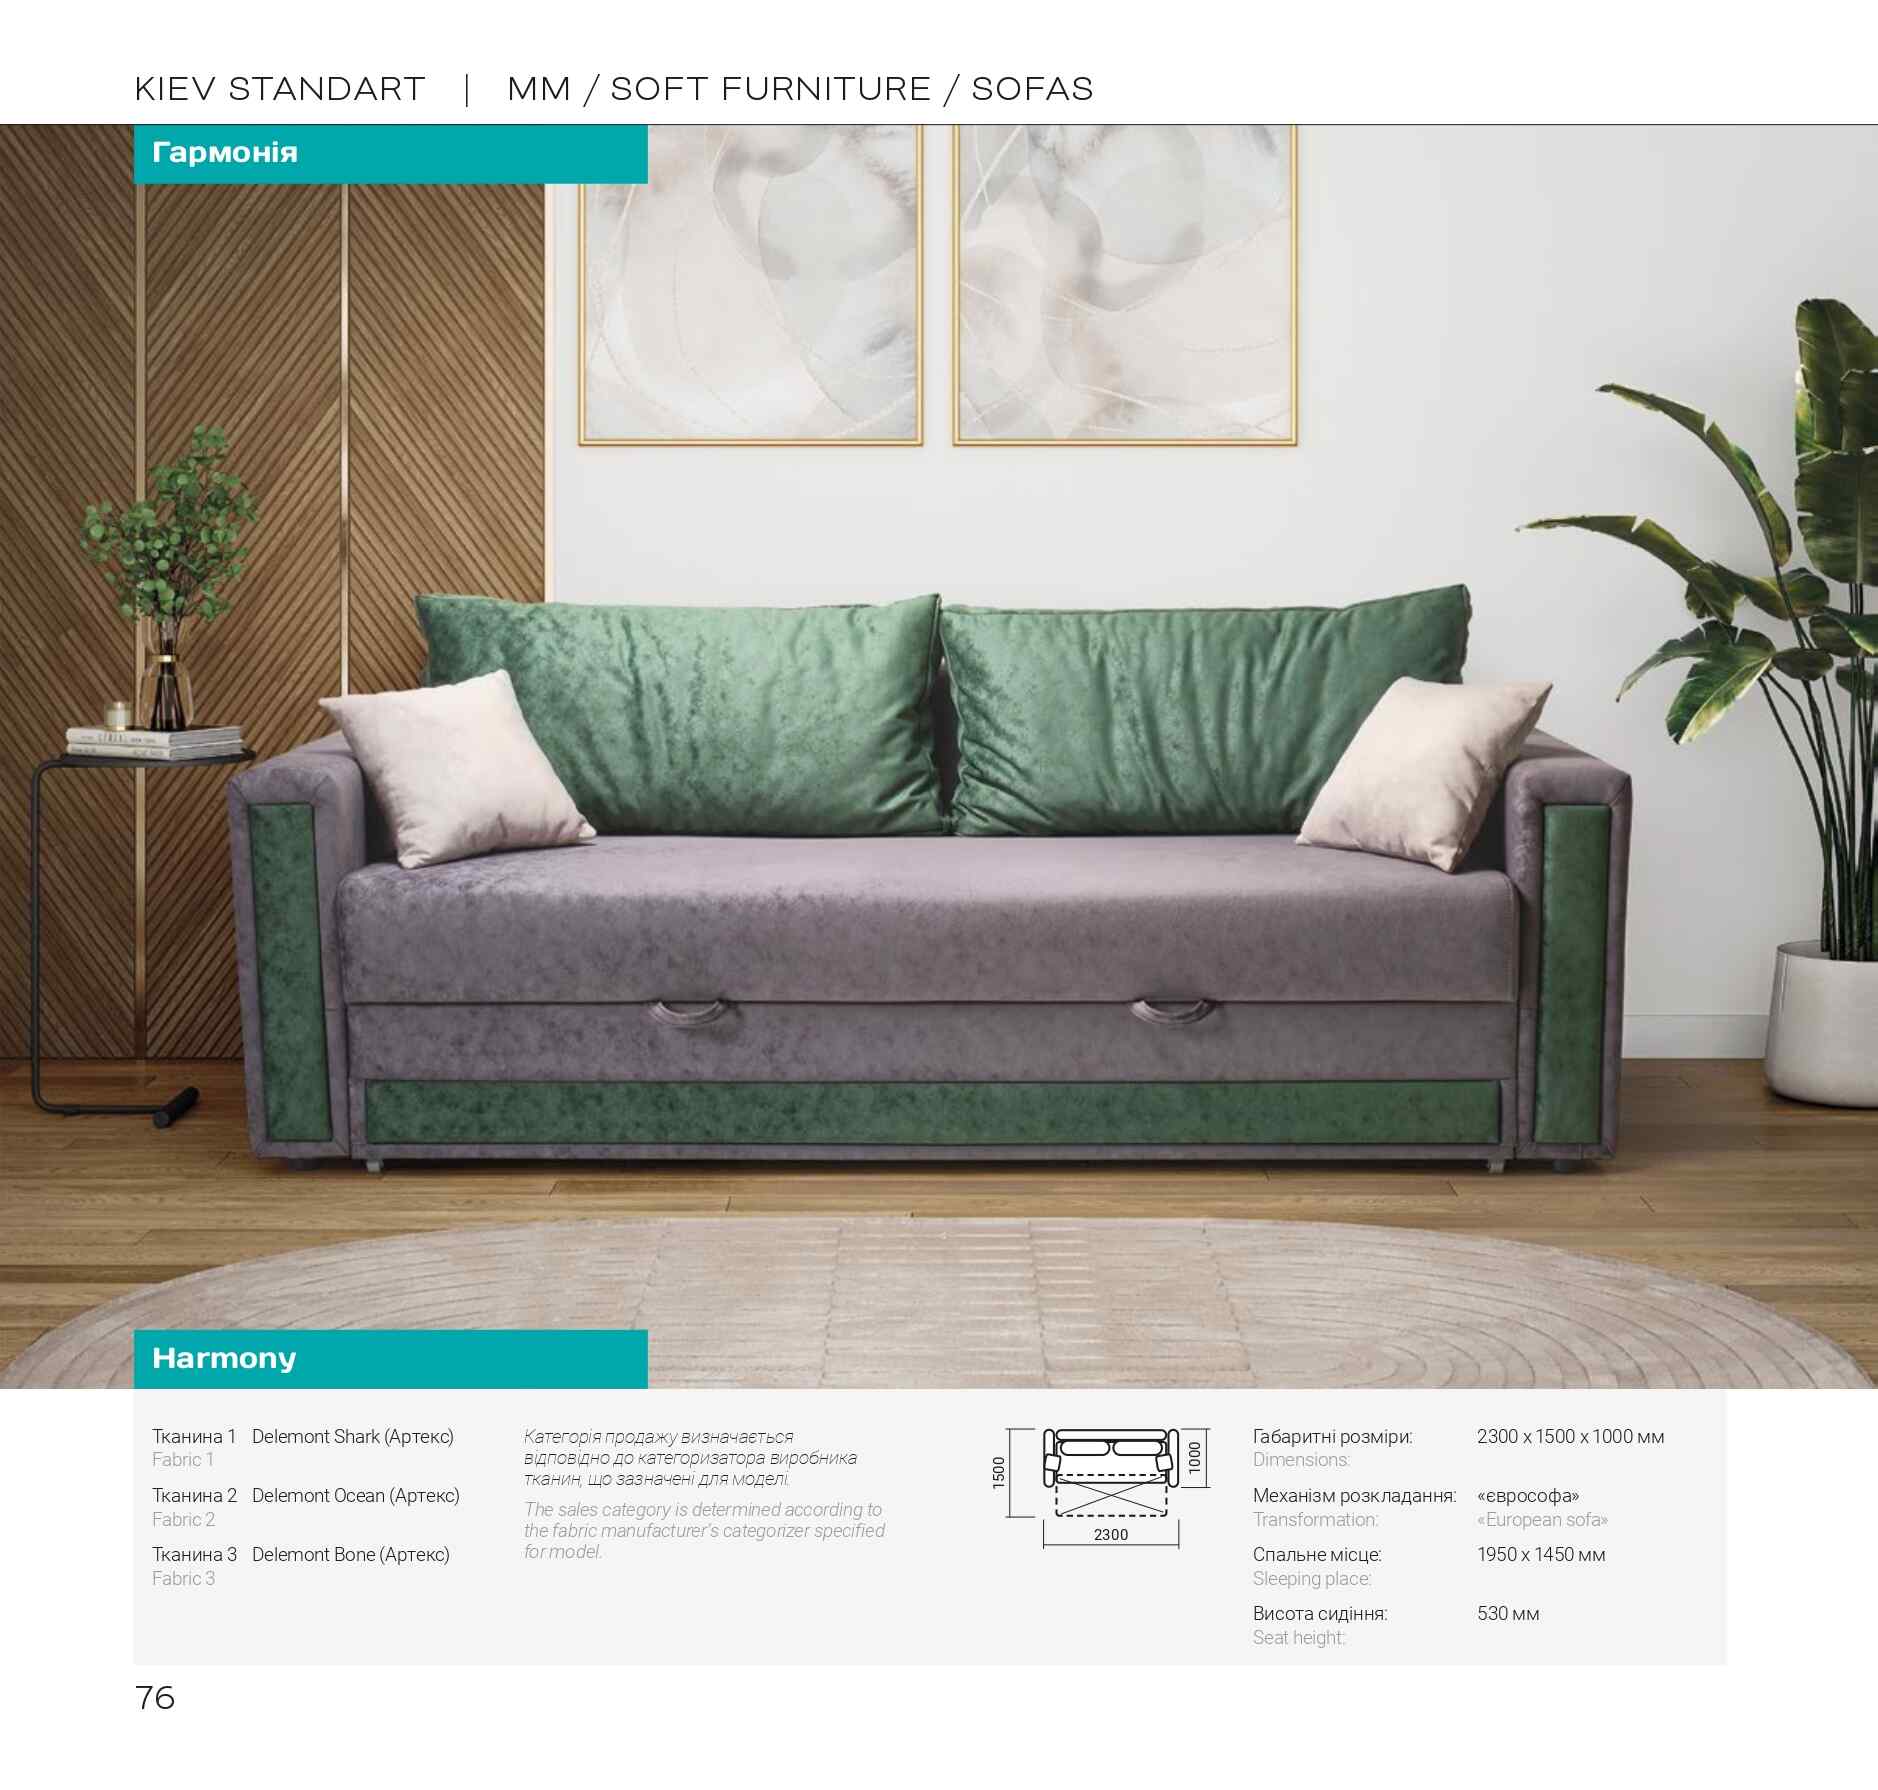 KIEV STANDART | MM / SOFT FURNITURE / SOFAS
Гармонія
Harmony
Тканина 1 Delemont Shark (Артекс)
Fabric 1
Тканина 2 Delemont Ocean (Артекс)
Fabric 2
Тканина 3 Delemont Bone (Артекс)
Fabric 3
Категорія продажу визначається
відповідно до категоризатора виробника
тканин, що зазначені для моделі.
The sales category is determined according to
the fabric manufacturer's categorizer specified
for model.
1500
1000
2300
Габаритні розміри: 2300 x 1500 x 1000 мм
Dimensions:
Механізм розкладання: «єврософа»
Transformation: «European sofa»
Спальне місце: 1950 x 1450 мм
Sleeping place:
Висота сидіння: 530 мм
Seat height:
76